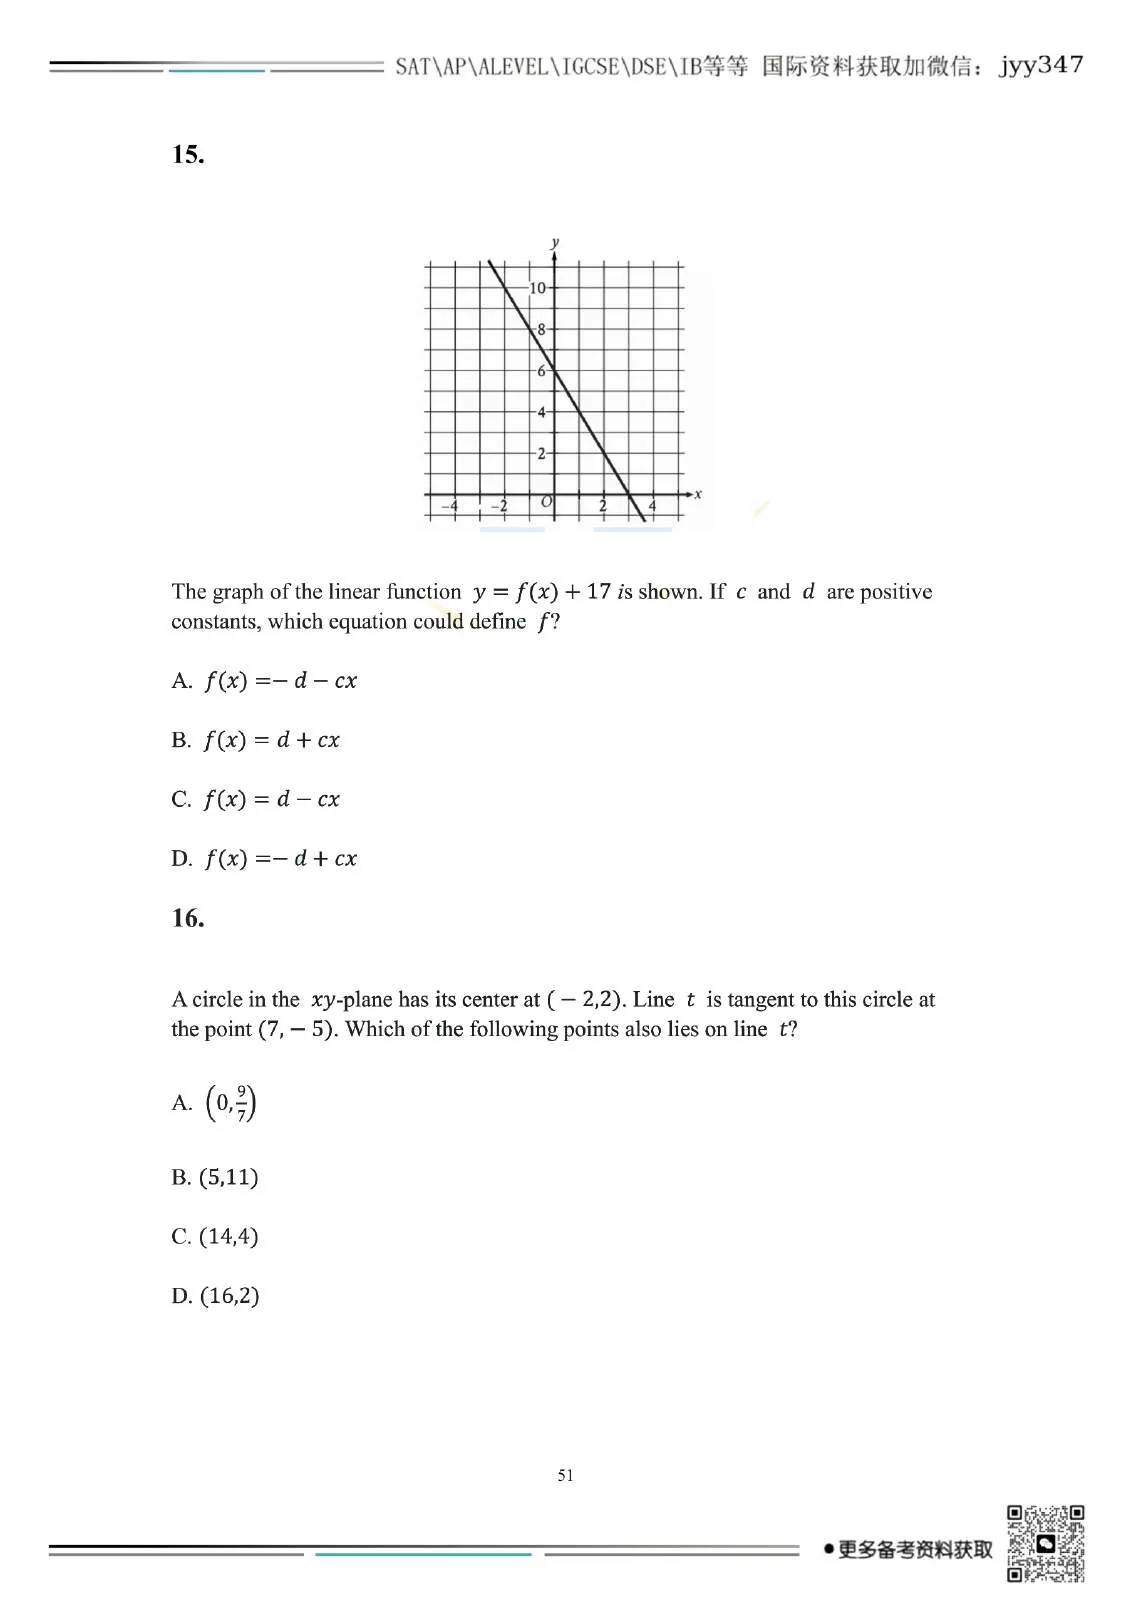 SAT\AP\ALEVEL\IGCSE\DSE\IB等等 国际资料获取加微信：jyy347
15.
y
10
8
6
4
2
-4 -2 O 2 4 x
The graph of the linear function y = f(x) + 17 is shown. If c and d are positive
constants, which equation could define f?
A. f(x) =− d − cx
B. f(x) = d + cx
C. f(x) = d − cx
D. f(x) =− d + cx
16.
A circle in the xy-plane has its center at ( − 2,2). Line t is tangent to this circle at
the point (7, − 5). Which of the following points also lies on line t?
A. (0,9/7)
B. (5,11)
C. (14,4)
D. (16,2)
51
●更多备考资料获取